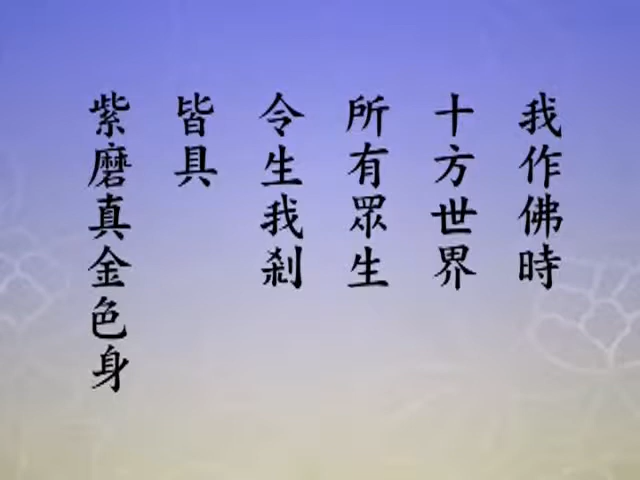 我作佛時
十方世界
所有眾生
令生我剎
皆具
紫磨真金色身